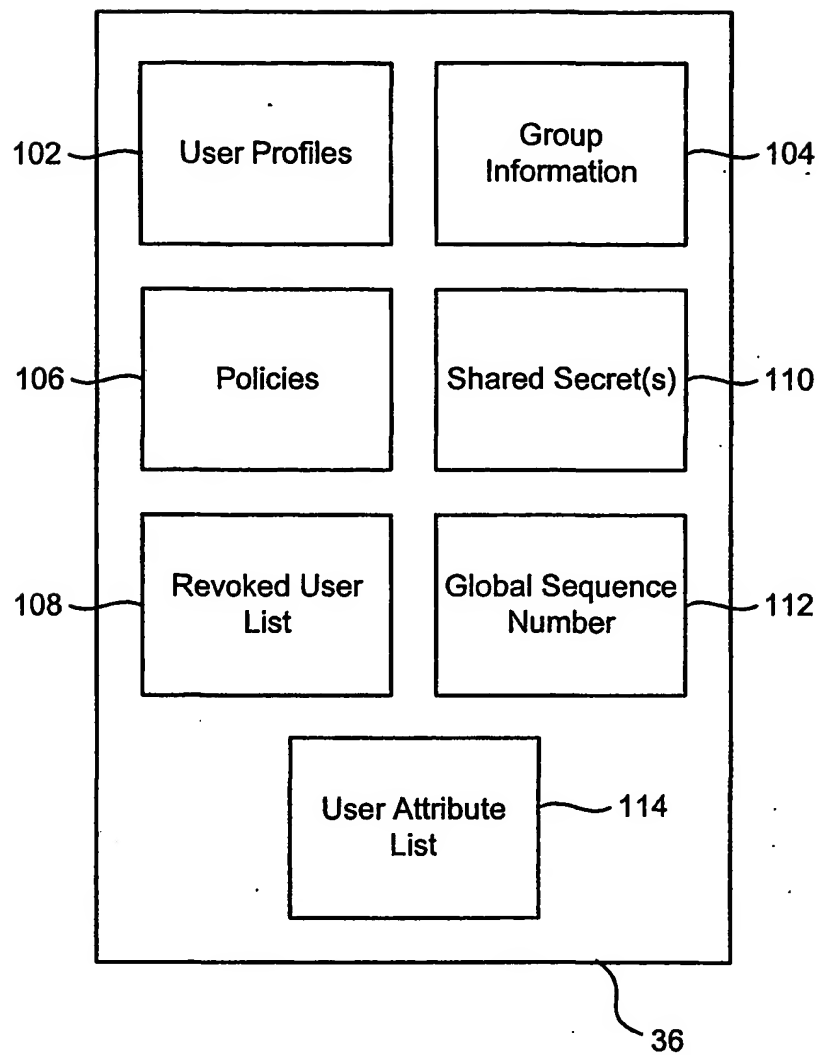 102
User Profiles
Group
Information
104
106
Policies
Shared Secret(s)
110
108
Revoked User
List
Global Sequence
Number
112
User Attribute
List
114
36